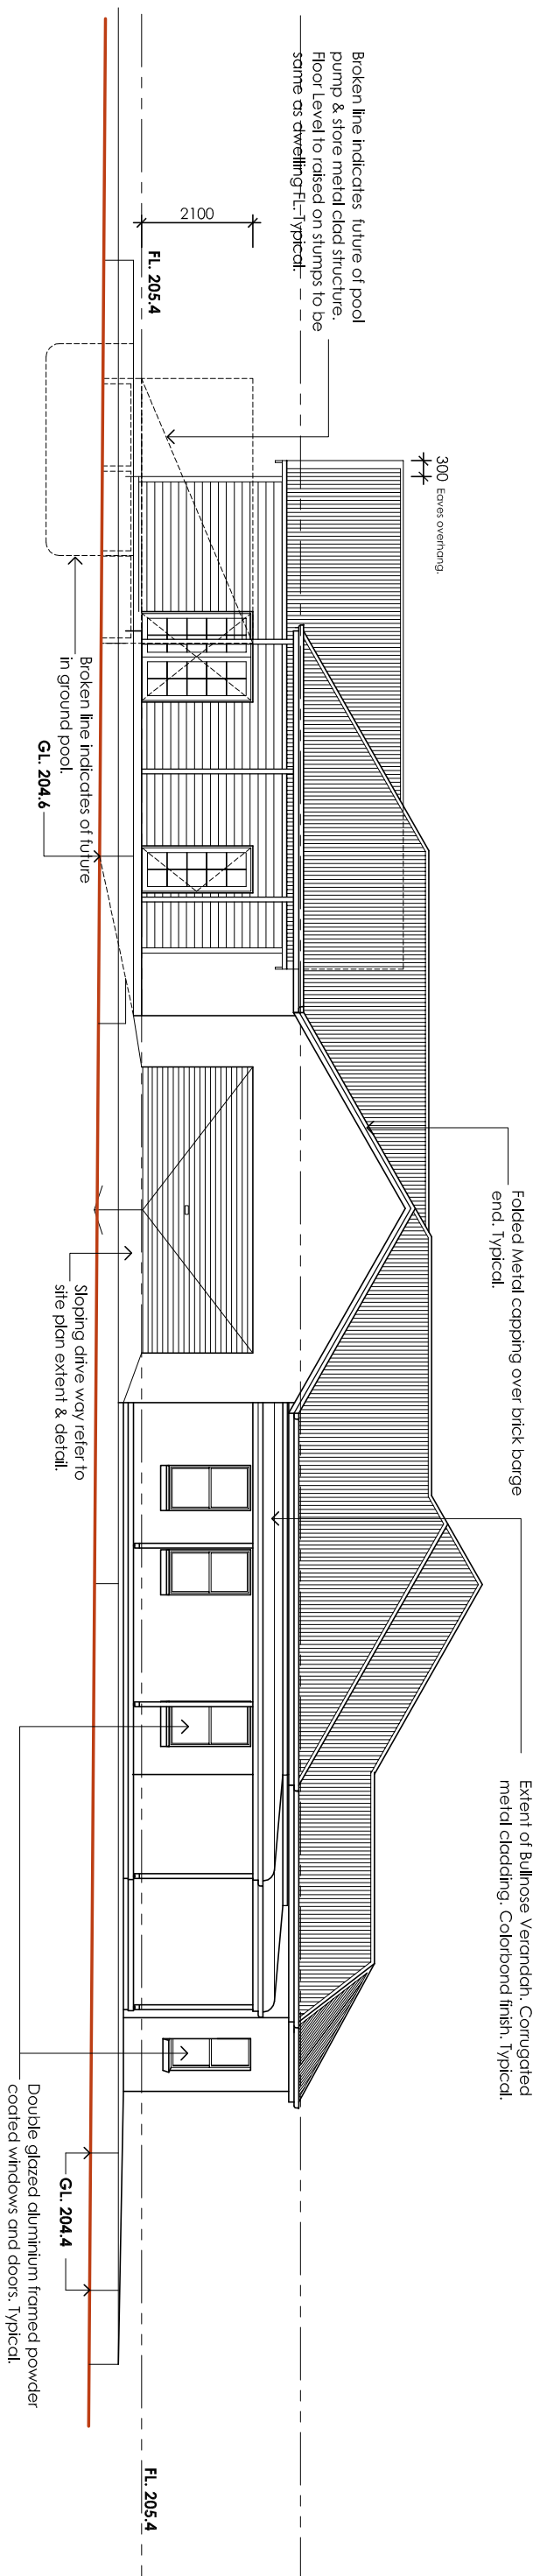 Broken line indicates  future of pool
pump & store metal clad structure.
Floor Level to raised on stumps to be
same as dwelling FL. Typical.
2100
FL. 205.4
300 Eaves overhang.
Broken line indicates of future
in ground pool.
GL. 204.6
Folded Metal capping over brick barge
end. Typical.
Sloping drive way refer to
site plan extent & detail.
Extent of Bullnose Verandah. Corrugated
metal cladding. Colorbond finish. Typical.
Double glazed aluminium framed powder
coated windows and doors. Typical.
GL. 204.4
FL. 205.4